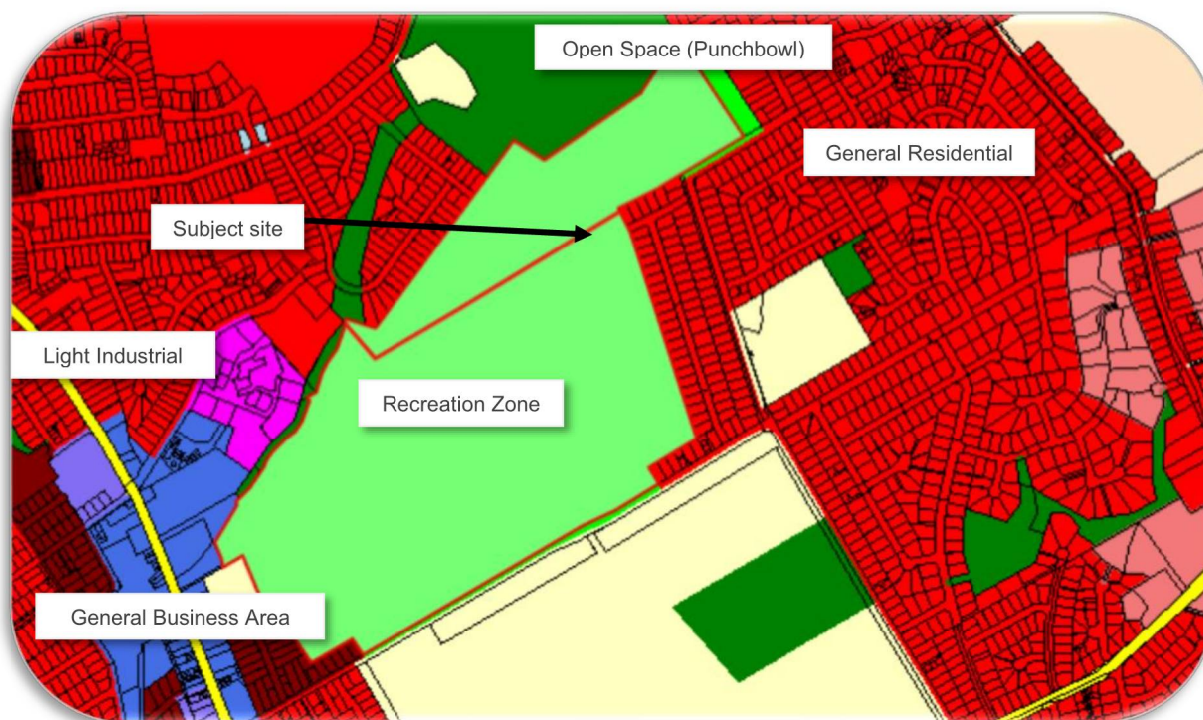 Open Space (Punchbowl)
General Residential
Subject site
Light Industrial
Recreation Zone
General Business Area